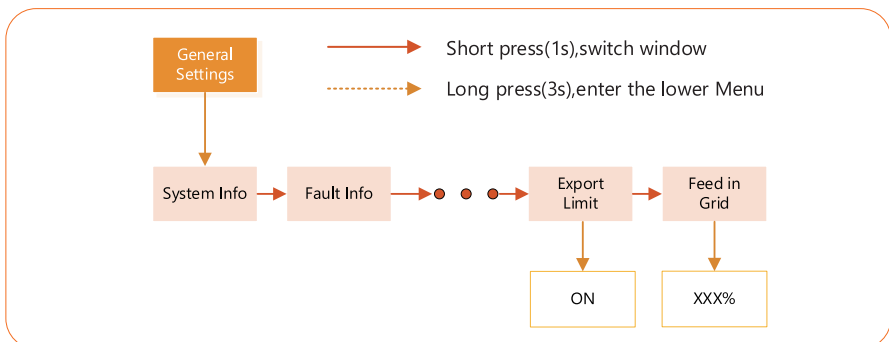 General
Settings
Short press(1s),switch window
Long press(3s),enter the lower Menu
System Info
Fault Info
Export
Limit
Feed in
Grid
ON
XXX%